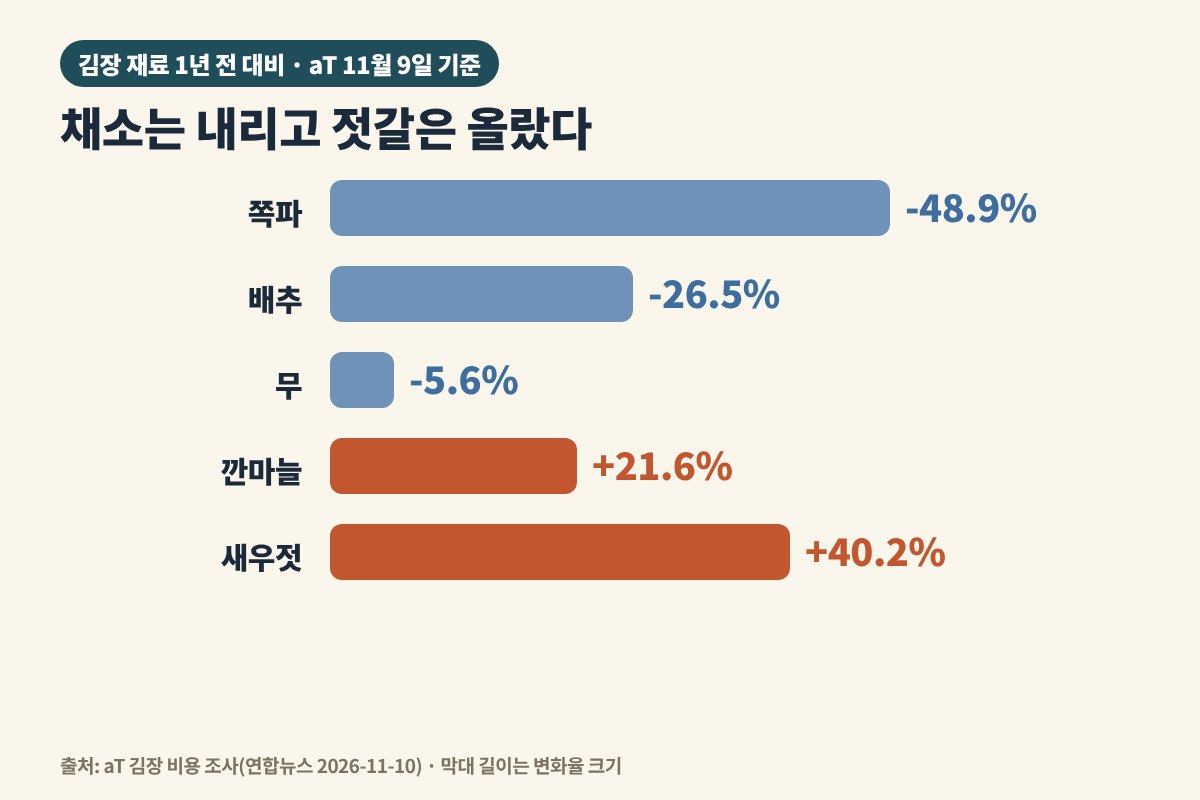 김장 재료 1년 전 대비 · aT 11월 9일 기준
채소는 내리고 젓갈은 올랐다
쪽파 -48.9%
배추 -26.5%
무 -5.6%
깐마늘 +21.6%
새우젓 +40.2%
출처: aT 김장 비용 조사(연합뉴스 2026-11-10) · 막대 길이는 변화율 크기